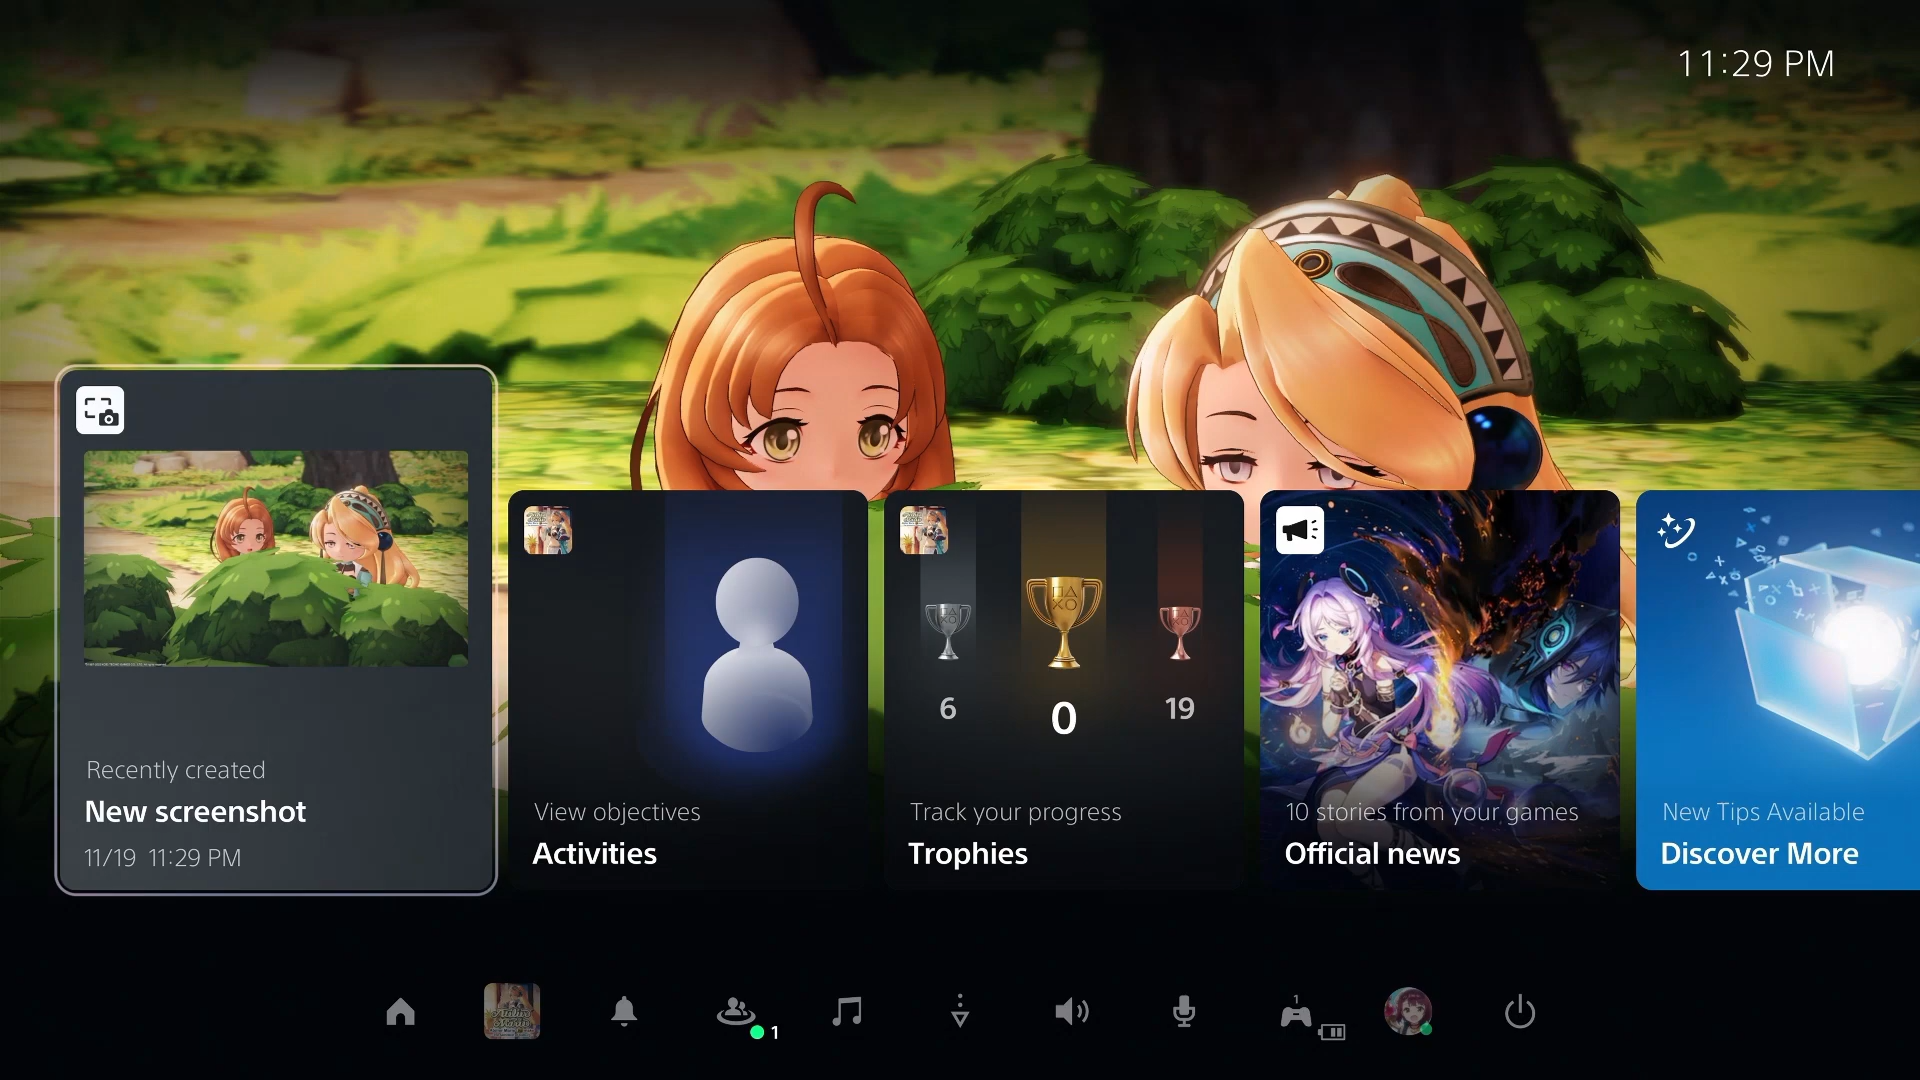 11:29 PM
Recently created
New screenshot
11/19 11:29 PM
View objectives
Activities
6
0
19
Track your progress
Trophies
10 stories from your games
Official news
New Tips Available
Discover More
1
1